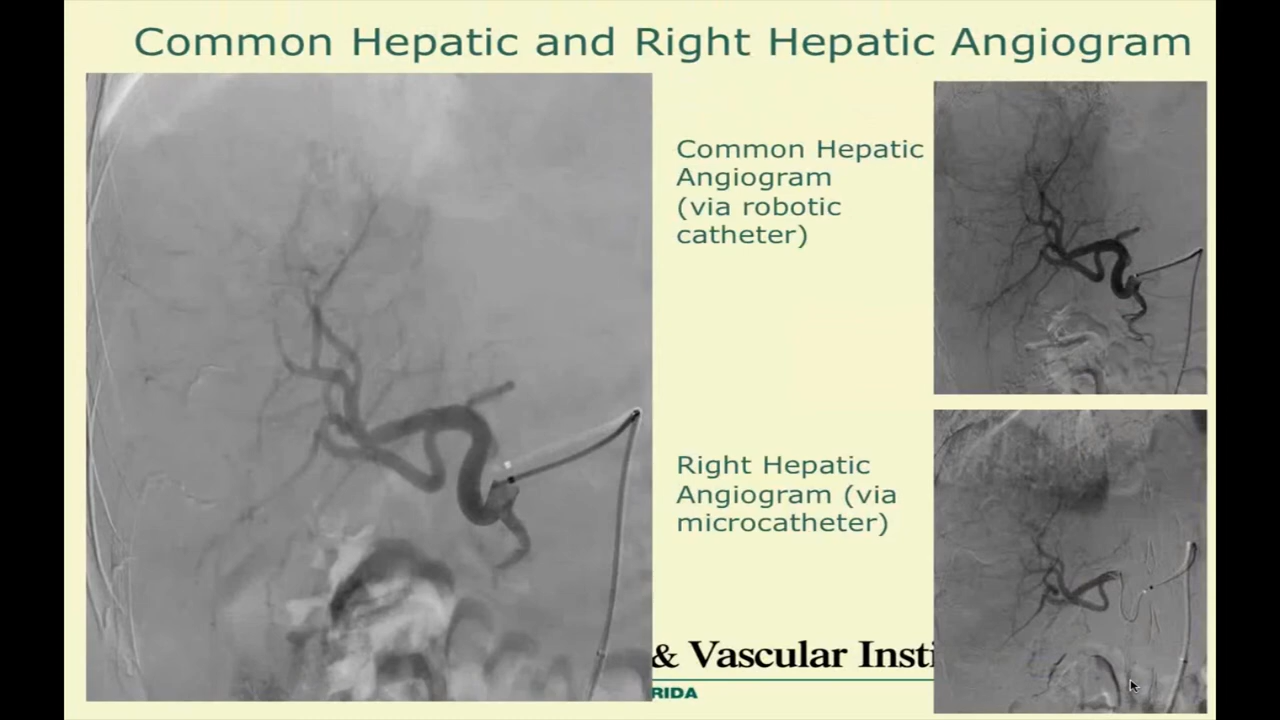 Common Hepatic and Right Hepatic Angiogram
Common Hepatic
Angiogram
(via robotic
catheter)
Right Hepatic
Angiogram (via
microcatheter)
& Vascular Insti
RIDA